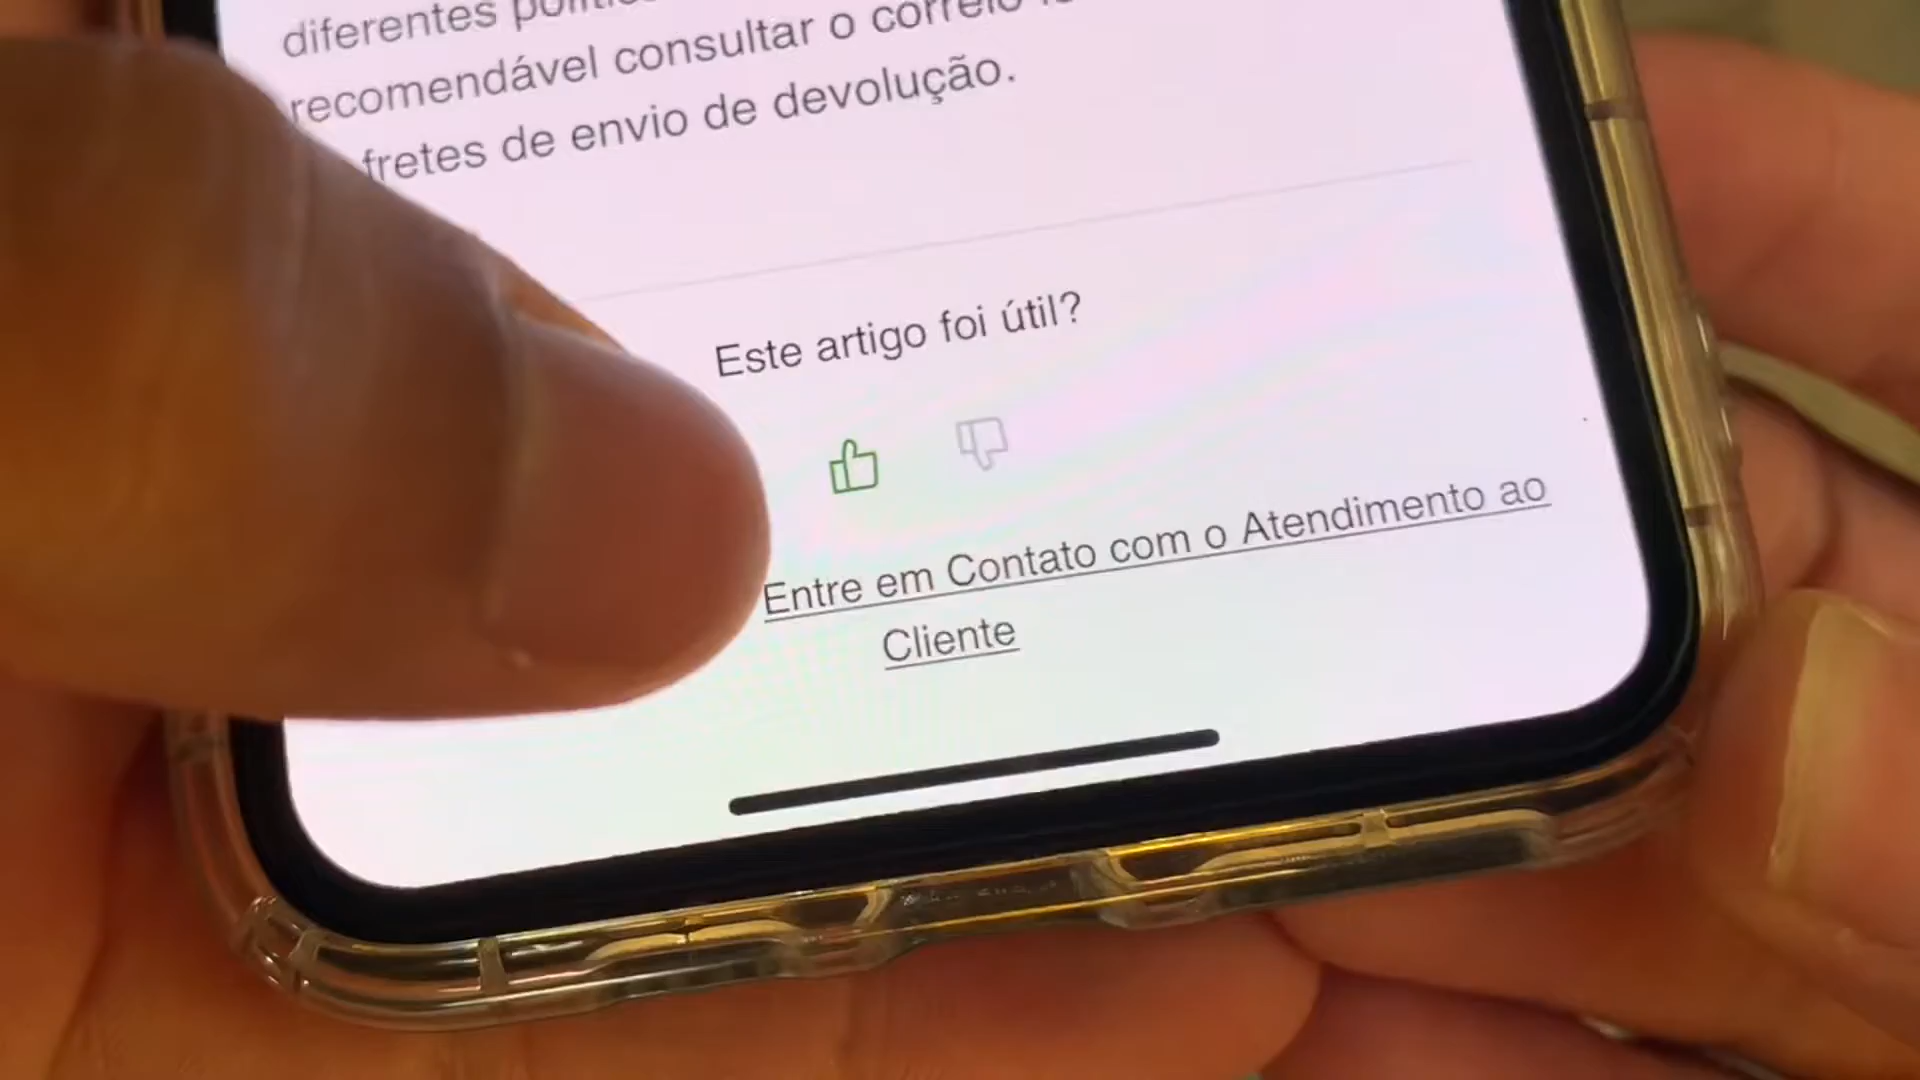 diferentes
recomendável consultar o correio
fretes de envio de devolução.
Este artigo foi útil?
Entre em Contato com o Atendimento ao
Cliente